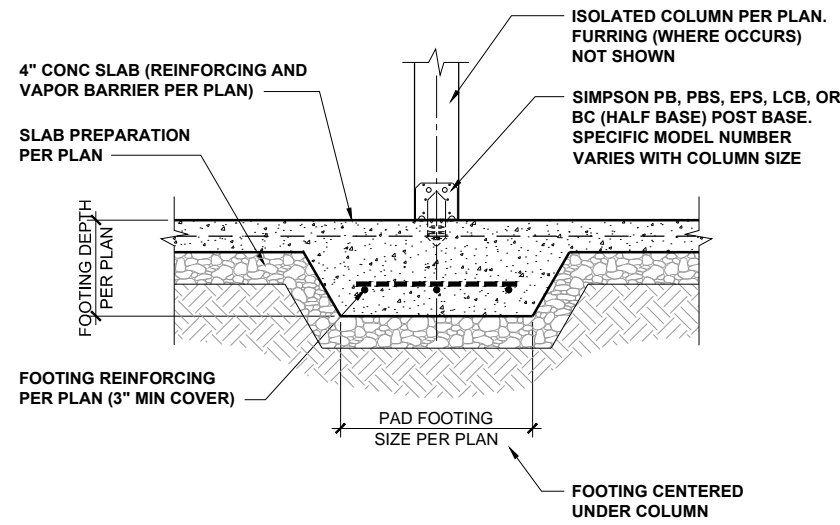 ISOLATED COLUMN PER PLAN.
FURRING (WHERE OCCURS)
NOT SHOWN
4" CONC SLAB (REINFORCING AND
VAPOR BARRIER PER PLAN)
SIMPSON PB, PBS, EPS, LCB, OR
BC (HALF BASE) POST BASE.
SPECIFIC MODEL NUMBER
VARIES WITH COLUMN SIZE
SLAB PREPARATION
PER PLAN
FOOTING DEPTH
PER PLAN
FOOTING REINFORCING
PER PLAN (3" MIN COVER)
PAD FOOTING
SIZE PER PLAN
FOOTING CENTERED
UNDER COLUMN